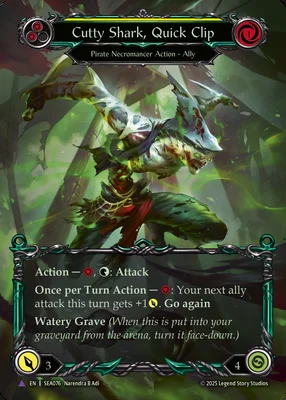 Cutty Shark, Quick Clip
Pirate Necromancer Action - Ally
Action — , : Attack
Once per Turn Action — : Your next ally
attack this turn gets +1. Go again
Watery Grave (When this is put into your
graveyard from the arena, turn it face-down.)
3
4
EN | SEA076 Narendra B Adi
© 2025 Legend Story Studios